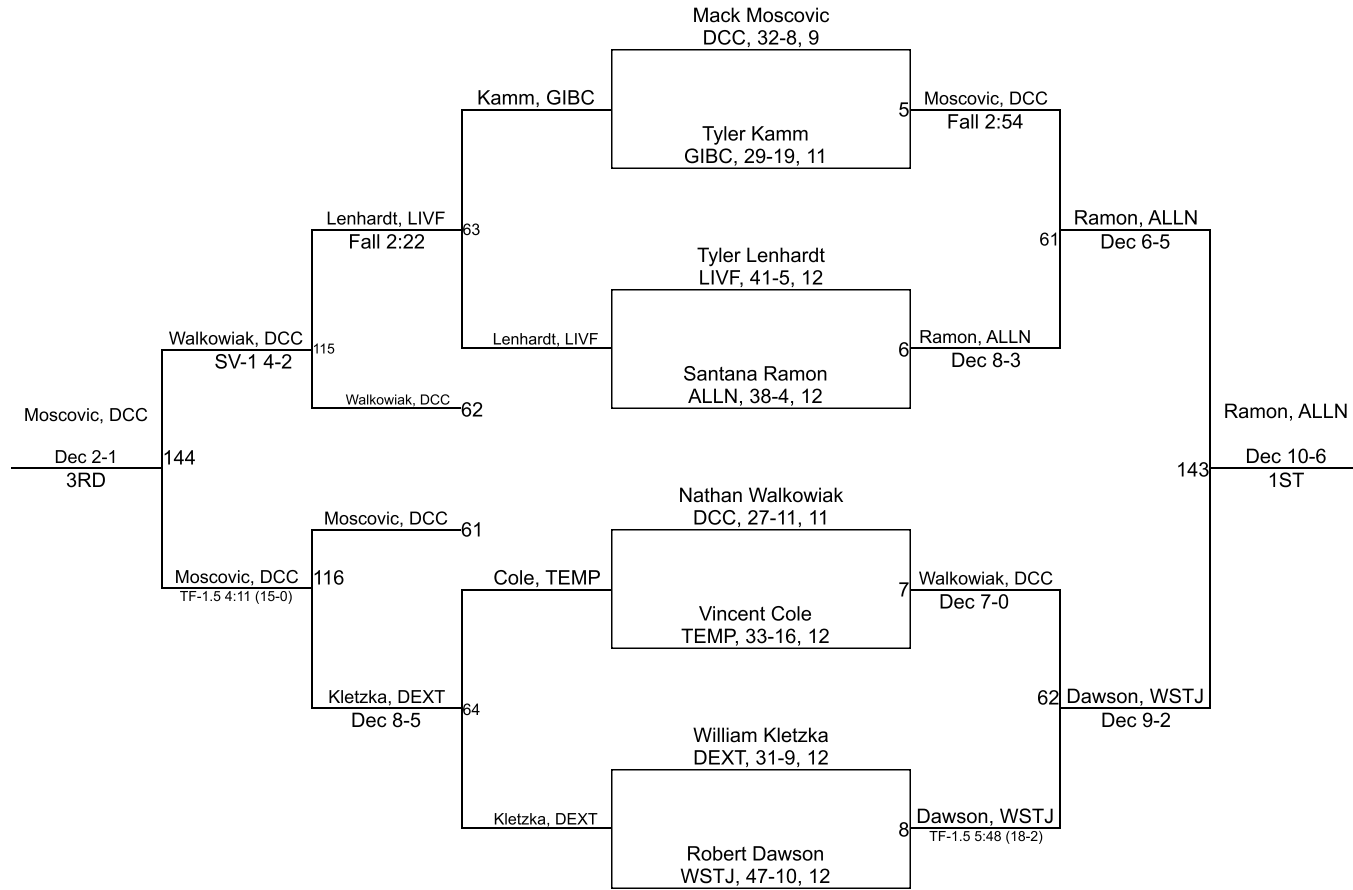 Mack Moscovic
DCC, 32-8, 9
Kamm, GIBC
5
Moscovic, DCC
Fall 2:54
Tyler Kamm
GIBC, 29-19, 11
Lenhardt, LIVF
Fall 2:22
63
61
Ramon, ALLN
Dec 6-5
Tyler Lenhardt
LIVF, 41-5, 12
Lenhardt, LIVF
6
Ramon, ALLN
Dec 8-3
Walkowiak, DCC
SV-1 4-2
115
Santana Ramon
ALLN, 38-4, 12
Walkowiak, DCC
62
Moscovic, DCC
Dec 2-1
3RD
144
Ramon, ALLN
143
Dec 10-6
1ST
Nathan Walkowiak
DCC, 27-11, 11
Moscovic, DCC
61
Moscovic, DCC
TF-1.5 4:11 (15-0)
116
Cole, TEMP
7
Walkowiak, DCC
Dec 7-0
Vincent Cole
TEMP, 33-16, 12
Kletzka, DEXT
Dec 8-5
64
62
Dawson, WSTJ
Dec 9-2
William Kletzka
DEXT, 31-9, 12
Kletzka, DEXT
8
Dawson, WSTJ
TF-1.5 5:48 (18-2)
Robert Dawson
WSTJ, 47-10, 12